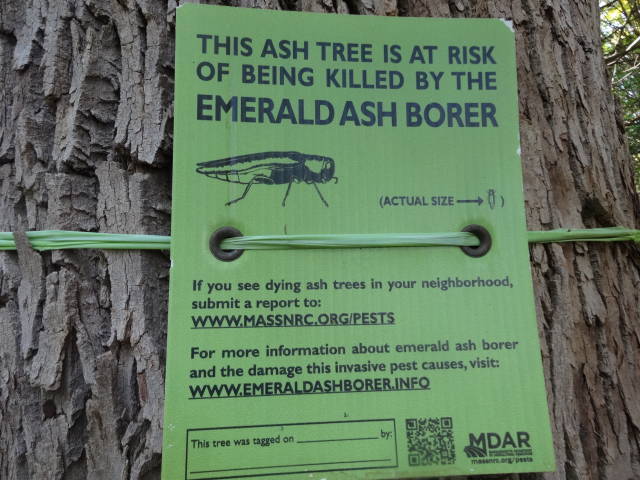 THIS ASH TREE IS AT RISK
OF BEING KILLED BY THE
EMERALD ASH BORER
(ACTUAL SIZE → )
If you see dying ash trees in your neighborhood,
submit a report to:
WWW.MASSNRC.ORG/PESTS
For more information about emerald ash borer
and the damage this invasive pest causes, visit:
WWW.EMERALDASHBORER.INFO
This tree was tagged on ____________ by:
MDAR
massnrc.org/pests